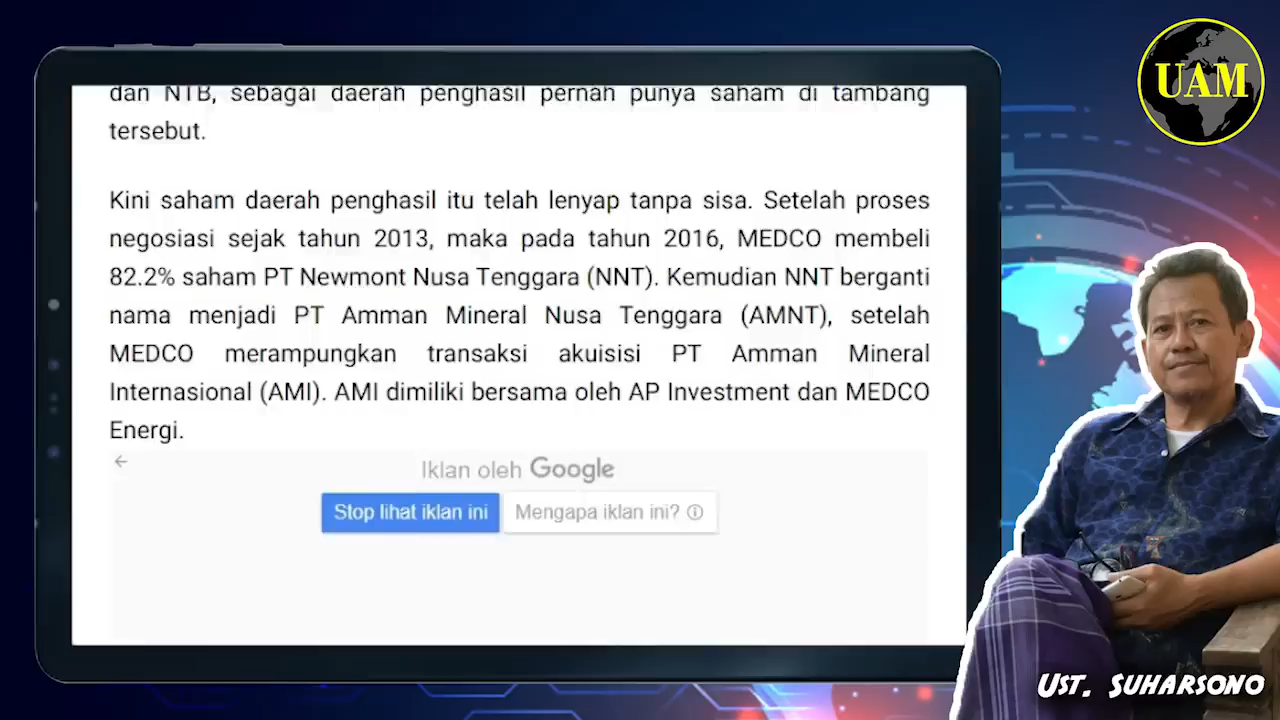 dan NTB, sebagai daerah penghasil pernah punya saham di tambang
tersebut.
Kini saham daerah penghasil itu telah lenyap tanpa sisa. Setelah proses
negosiasi sejak tahun 2013, maka pada tahun 2016, MEDCO membeli
82.2% saham PT Newmont Nusa Tenggara (NNT). Kemudian NNT berganti
nama menjadi PT Amman Mineral Nusa Tenggara (AMNT), setelah
MEDCO merampungkan transaksi akuisisi PT Amman Mineral
Internasional (AMI). AMI dimiliki bersama oleh AP Investment dan MEDCO
Energi.
Iklan oleh Google
Stop lihat iklan ini
Mengapa iklan ini?
UAM
UST. SUHARSONO